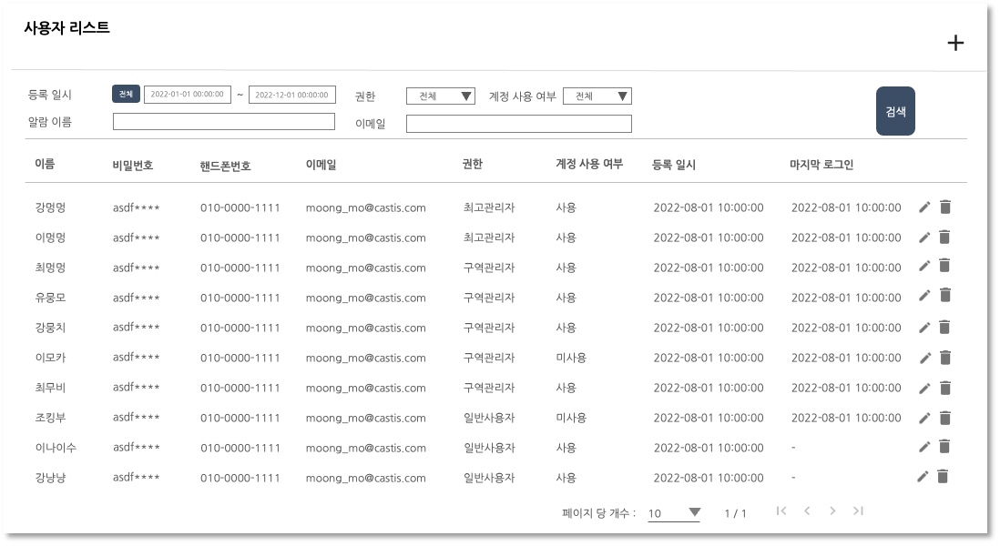 사용자 리스트
+
등록 일시 전체 2022-01-01 00:00:00 ~ 2022-12-01 00:00:00 권한 전체 계정 사용 여부 전체 검색
알람 이름 이메일
이름 비밀번호 핸드폰번호 이메일 권한 계정 사용 여부 등록 일시 마지막 로그인
강멍멍 asdf**** 010-0000-1111 moong_mo@castis.com 최고관리자 사용 2022-08-01 10:00:00 2022-08-01 10:00:00
이멍멍 asdf**** 010-0000-1111 moong_mo@castis.com 최고관리자 사용 2022-08-01 10:00:00 2022-08-01 10:00:00
최멍멍 asdf**** 010-0000-1111 moong_mo@castis.com 구역관리자 사용 2022-08-01 10:00:00 2022-08-01 10:00:00
유뭉모 asdf**** 010-0000-1111 moong_mo@castis.com 구역관리자 사용 2022-08-01 10:00:00 2022-08-01 10:00:00
강뭉치 asdf**** 010-0000-1111 moong_mo@castis.com 구역관리자 사용 2022-08-01 10:00:00 2022-08-01 10:00:00
이모카 asdf**** 010-0000-1111 moong_mo@castis.com 구역관리자 미사용 2022-08-01 10:00:00 2022-08-01 10:00:00
최무비 asdf**** 010-0000-1111 moong_mo@castis.com 구역관리자 사용 2022-08-01 10:00:00 2022-08-01 10:00:00
조킹부 asdf**** 010-0000-1111 moong_mo@castis.com 일반사용자 미사용 2022-08-01 10:00:00 2022-08-01 10:00:00
이나이수 asdf**** 010-0000-1111 moong_mo@castis.com 일반사용자 사용 2022-08-01 10:00:00 -
강냥냥 asdf**** 010-0000-1111 moong_mo@castis.com 일반사용자 사용 2022-08-01 10:00:00 -
페이지 당 개수 : 10 1 / 1